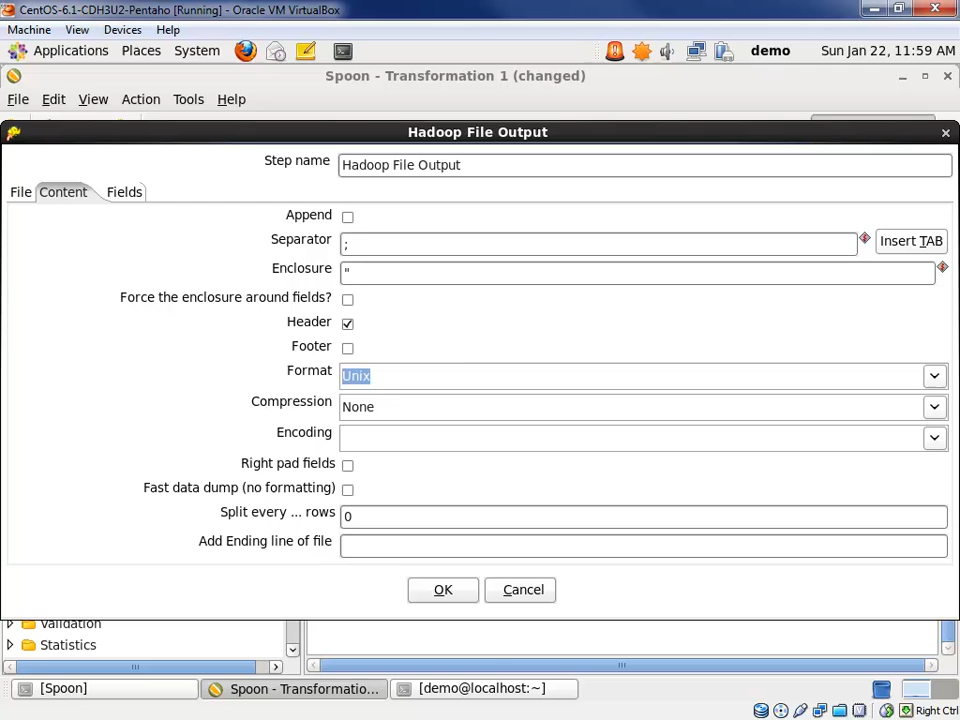 CentOS-6.1-CDH3U2-Pentaho [Running] - Oracle VM VirtualBox
Machine View Devices Help
Applications Places System demo Sun Jan 22, 11:59 AM
Spoon - Transformation 1 (changed)
File Edit View Action Tools Help
Hadoop File Output
Step name Hadoop File Output
File Content Fields
Append
Separator ; Insert TAB
Enclosure "
Force the enclosure around fields?
Header
Footer
Format Unix
Compression None
Encoding
Right pad fields
Fast data dump (no formatting)
Split every ... rows 0
Add Ending line of file
OK Cancel
Validation
Statistics
[Spoon] Spoon - Transformatio... [demo@localhost:~]
Right Ctrl